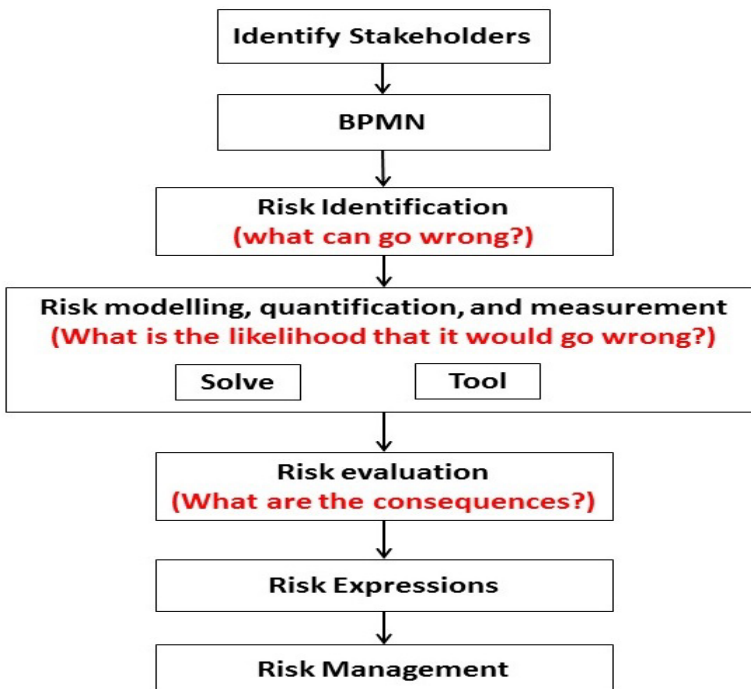 Identify Stakeholders
BPMN
Risk Identification
(what can go wrong?)
Risk modelling, quantification, and measurement
(What is the likelihood that it would go wrong?)
Solve
Tool
Risk evaluation
(What are the consequences?)
Risk Expressions
Risk Management